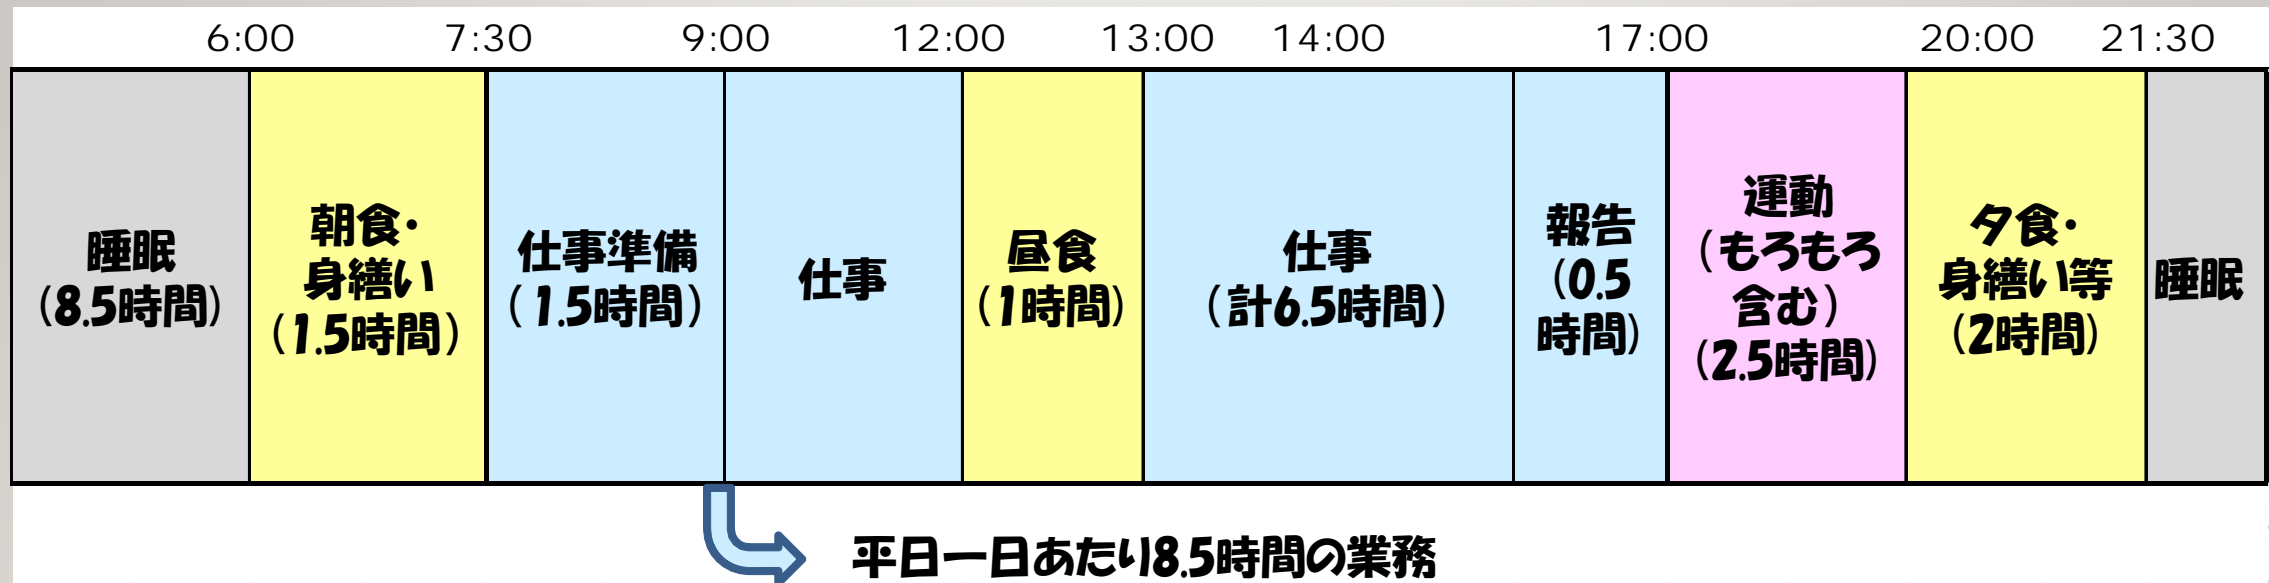 6:00 7:30 9:00 12:00 13:00 14:00 17:00 20:00 21:30
睡眠
(8.5時間)
朝食・
身繕い
(1.5時間)
仕事準備
(1.5時間)
仕事
昼食
(1時間)
仕事
(計6.5時間)
報告
(0.5
時間)
運動
(もろもろ
含む)
(2.5時間)
夕食・
身繕い等
(2時間)
睡眠
平日一日あたり8.5時間の業務